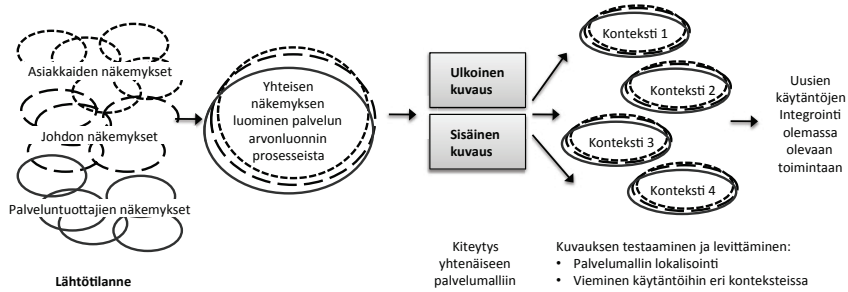 Asiakkaiden näkemykset
Johdon näkemykset
Palveluntuottajien näkemykset
Lähtötilanne
Yhteisen
näkemyksen
luominen palvelun
arvonluonnin
prosesseista
Ulkoinen
kuvaus
Sisäinen
kuvaus
Kiteytys
yhtenäiseen
palvelumalliin
Konteksti 1
Konteksti 2
Konteksti 3
Konteksti 4
Kuvauksen testaaminen ja levittäminen:
• Palvelumallin lokalisointi
• Vieminen käytäntöihin eri konteksteissa
Uusien
käytäntöjen
Integrointi
olemassa
olevaan
toimintaan